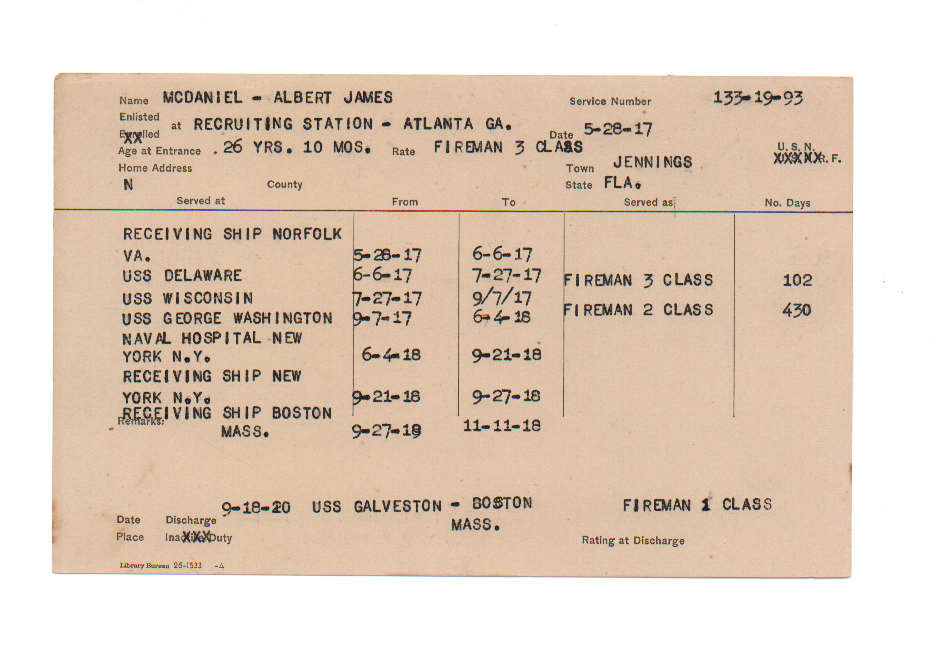 Name MCDANIEL - ALBERT JAMES Service Number 133-19-93
Enlisted
Enrolled at RECRUITING STATION - ATLANTA GA. Date 5-28-17
Age at Entrance . 26 YRS. 10 MOS. Rate FIREMAN 3 CLASS U. S. N.
Home Address Town JENNINGS R. F.
N County State FLA.
Served at From To Served as No. Days
RECEIVING SHIP NORFOLK
VA. 5-28-17 6-6-17
USS DELAWARE 6-6-17 7-27-17 FIREMAN 3 CLASS 102
USS WISCONSIN 7-27-17 9/7/17
USS GEORGE WASHINGTON 9-7-17 6-4-18 FIREMAN 2 CLASS 430
NAVAL HOSPITAL NEW
YORK N.Y. 6-4-18 9-21-18
RECEIVING SHIP NEW
YORK N.Y. 9-21-18 9-27-18
RECEIVING SHIP BOSTON
Remarks: MASS. 9-27-19 11-11-18
9-18-20 USS GALVESTON - BOSTON FIREMAN 1 CLASS
MASS.
Date Discharge
Place Inactive Duty Rating at Discharge
Library Bureau 26-1533 -4